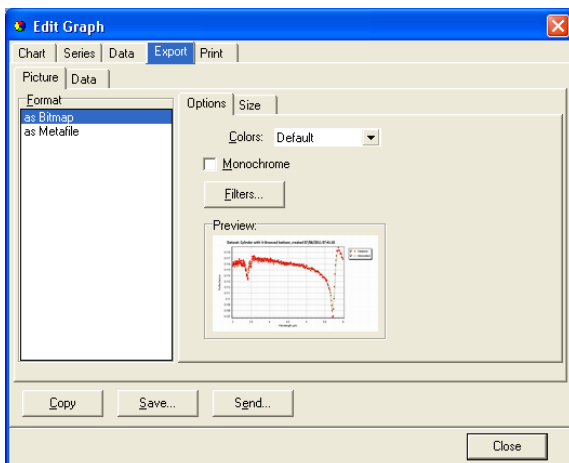 Edit Graph
Chart Series Data Export Print
Picture Data
Format
as Bitmap
as Metafile
Options Size
Colors: Default
Monochrome
Filters...
Preview:
Copy Save... Send...
Close